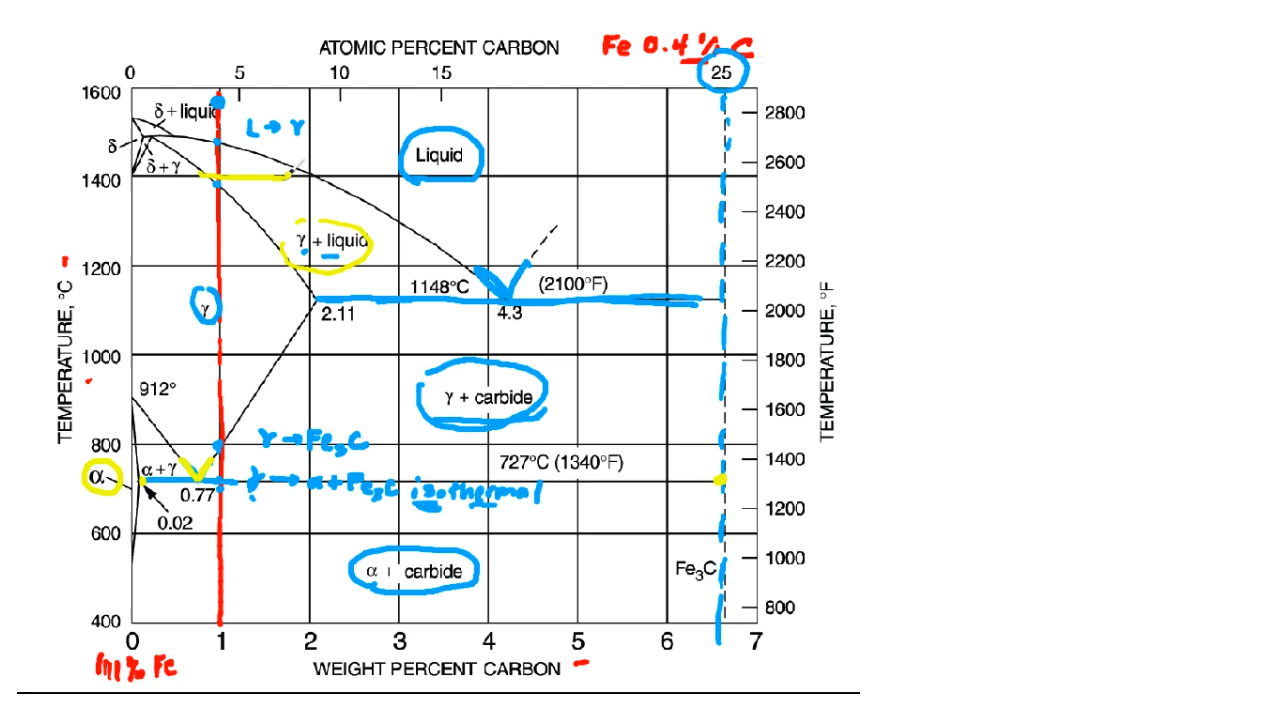 ATOMIC PERCENT CARBON
Fe 0.4 % C
0 5 10 15 25
1600
δ + liquid
L → γ
2800
δ
δ + γ
Liquid
2600
1400
2400
γ + liquid
1200
2200
1148°C (2100°F)
γ
2.11
4.3
2000
TEMPERATURE, °C
TEMPERATURE, °F
1000
1800
912°
γ + carbide
1600
800
γ → Fe3C
1400
α
α + γ
727°C (1340°F)
0.77
γ → α + Fe3C isothermal
0.02
1200
600
α + carbide
Fe3C
1000
800
400
0 1 2 3 4 5 6 7
% Fe
WEIGHT PERCENT CARBON